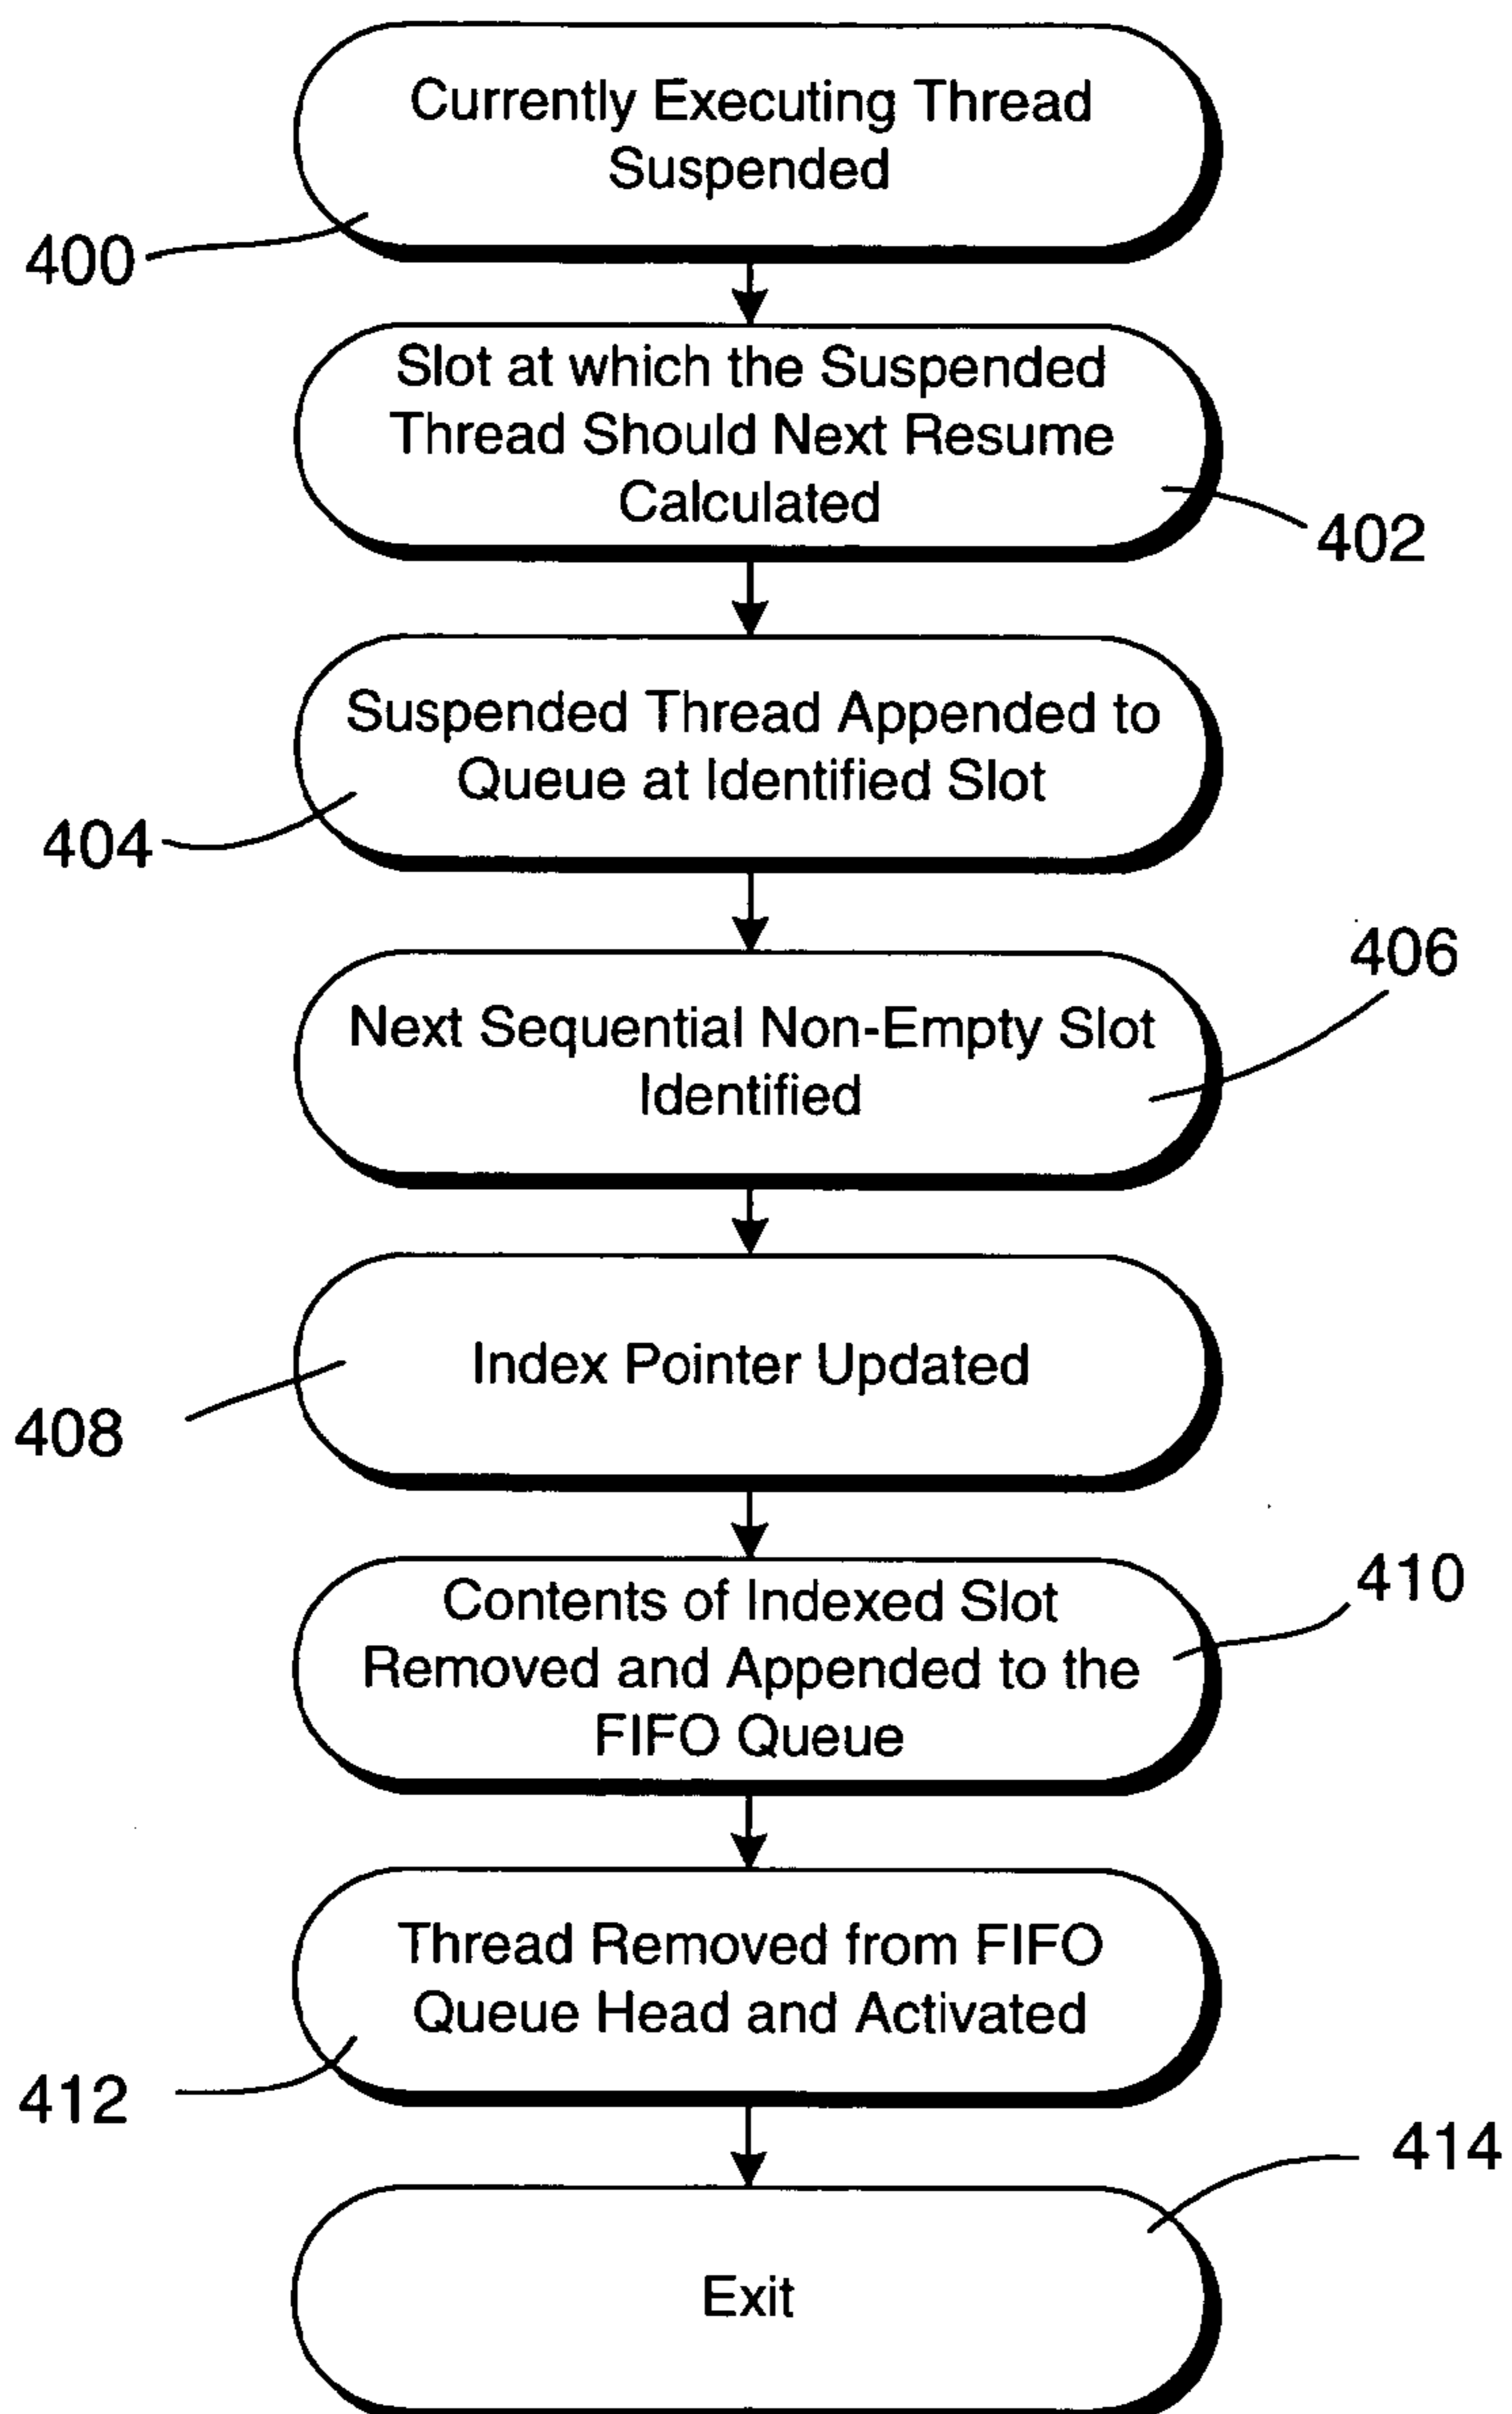 Currently Executing Thread
Suspended
400
Slot at which the Suspended
Thread Should Next Resume
Calculated
402
Suspended Thread Appended to
Queue at Identified Slot
404
406
Next Sequential Non-Empty Slot
Identified
Index Pointer Updated
408
410
Contents of Indexed Slot
Removed and Appended to the
FIFO Queue
Thread Removed from FIFO
Queue Head and Activated
412
414
Exit